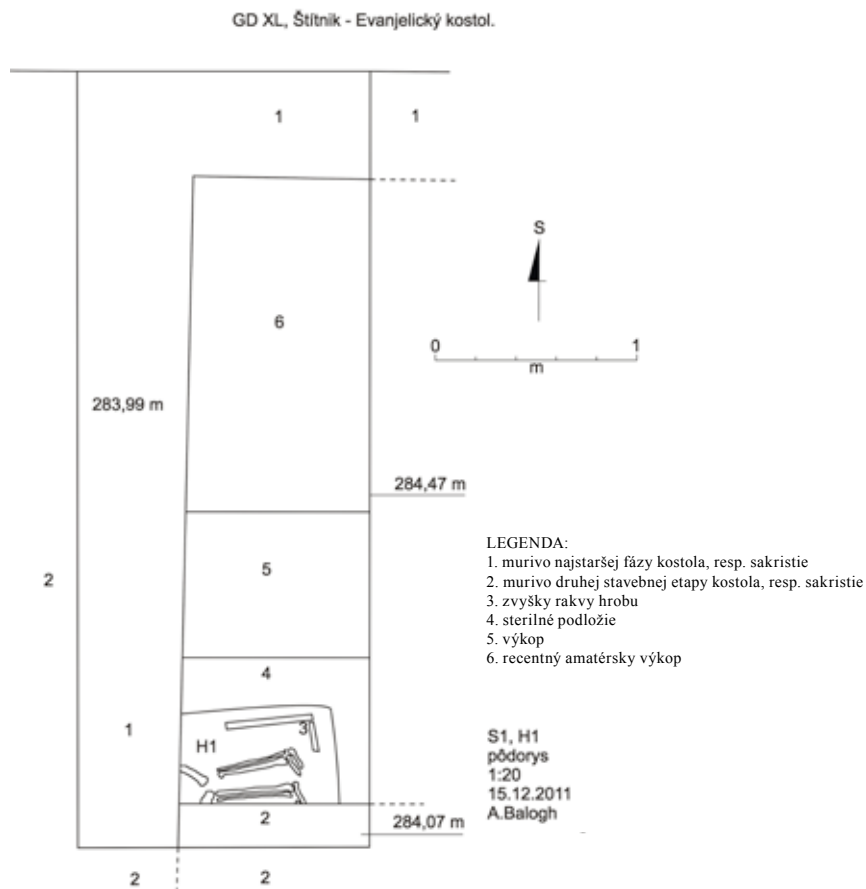 GD XL, Štítnik - Evanjelický kostol.
1
1
S
6
0
1
m
283,99 m
284,47 m
5
2
LEGENDA:
1. murivo najstaršej fázy kostola, resp. sakristie
2. murivo druhej stavebnej etapy kostola, resp. sakristie
3. zvyšky rakvy hrobu
4. sterilné podložie
5. výkop
6. recentný amatérsky výkop
4
1
3
H1
S1, H1
pôdorys
1:20
15.12.2011
A.Balogh
2
284,07 m
2
2